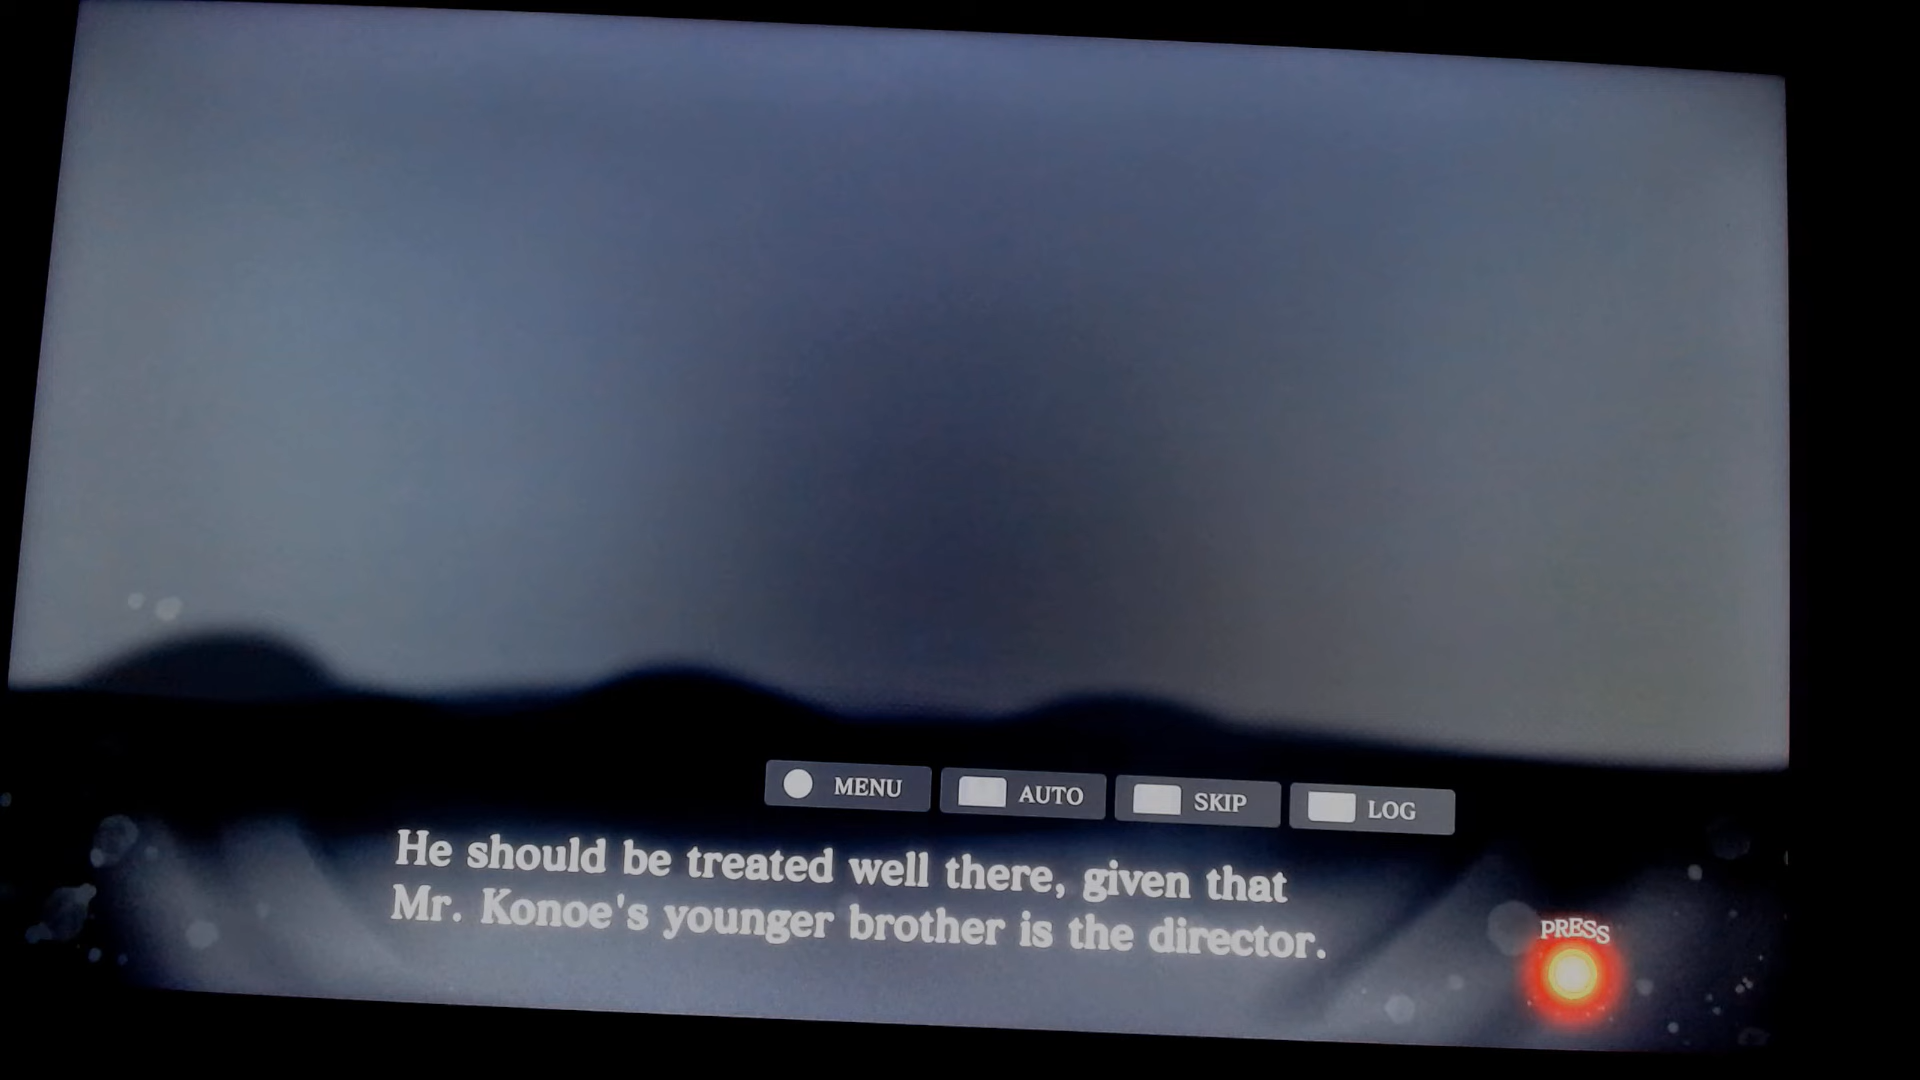 MENU AUTO SKIP LOG
He should be treated well there, given that
Mr. Konoe's younger brother is the director.
PRESS